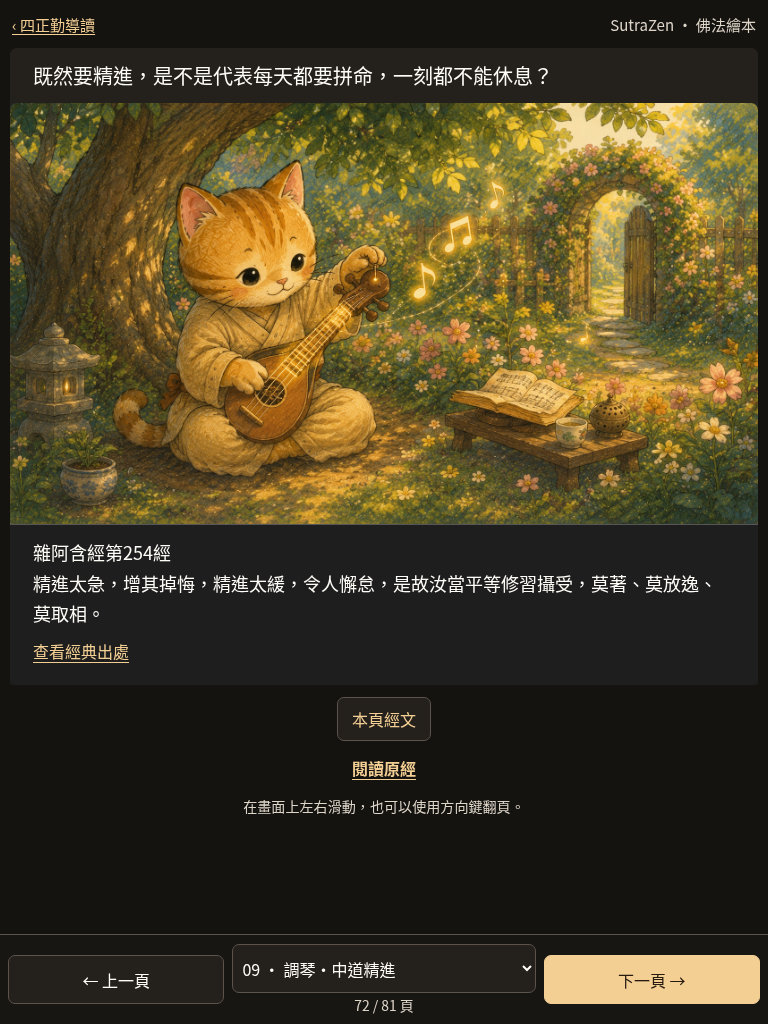 ‹ 四正勤導讀
SutraZen · 佛法繪本
既然要精進，是不是代表每天都要拼命，一刻都不能休息？
雜阿含經第254經
精進太急，增其掉悔，精進太緩，令人懈怠，是故汝當平等修習攝受，莫著、莫放逸、
莫取相。
查看經典出處
本頁經文
閱讀原經
在畫面上左右滑動，也可以使用方向鍵翻頁。
← 上一頁
09 · 調琴·中道精進
72 / 81 頁
下一頁 →